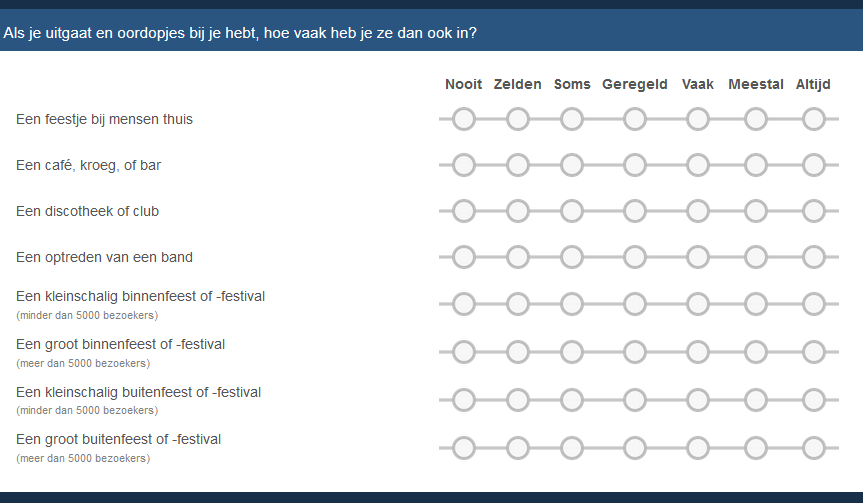 Als je uitgaat en oordopjes bij je hebt, hoe vaak heb je ze dan ook in?
Nooit Zelden Soms Geregeld Vaak Meestal Altijd
Een feestje bij mensen thuis
Een café, kroeg, of bar
Een discotheek of club
Een optreden van een band
Een kleinschalig binnenfeest of -festival
(minder dan 5000 bezoekers)
Een groot binnenfeest of -festival
(meer dan 5000 bezoekers)
Een kleinschalig buitenfeest of -festival
(minder dan 5000 bezoekers)
Een groot buitenfeest of -festival
(meer dan 5000 bezoekers)